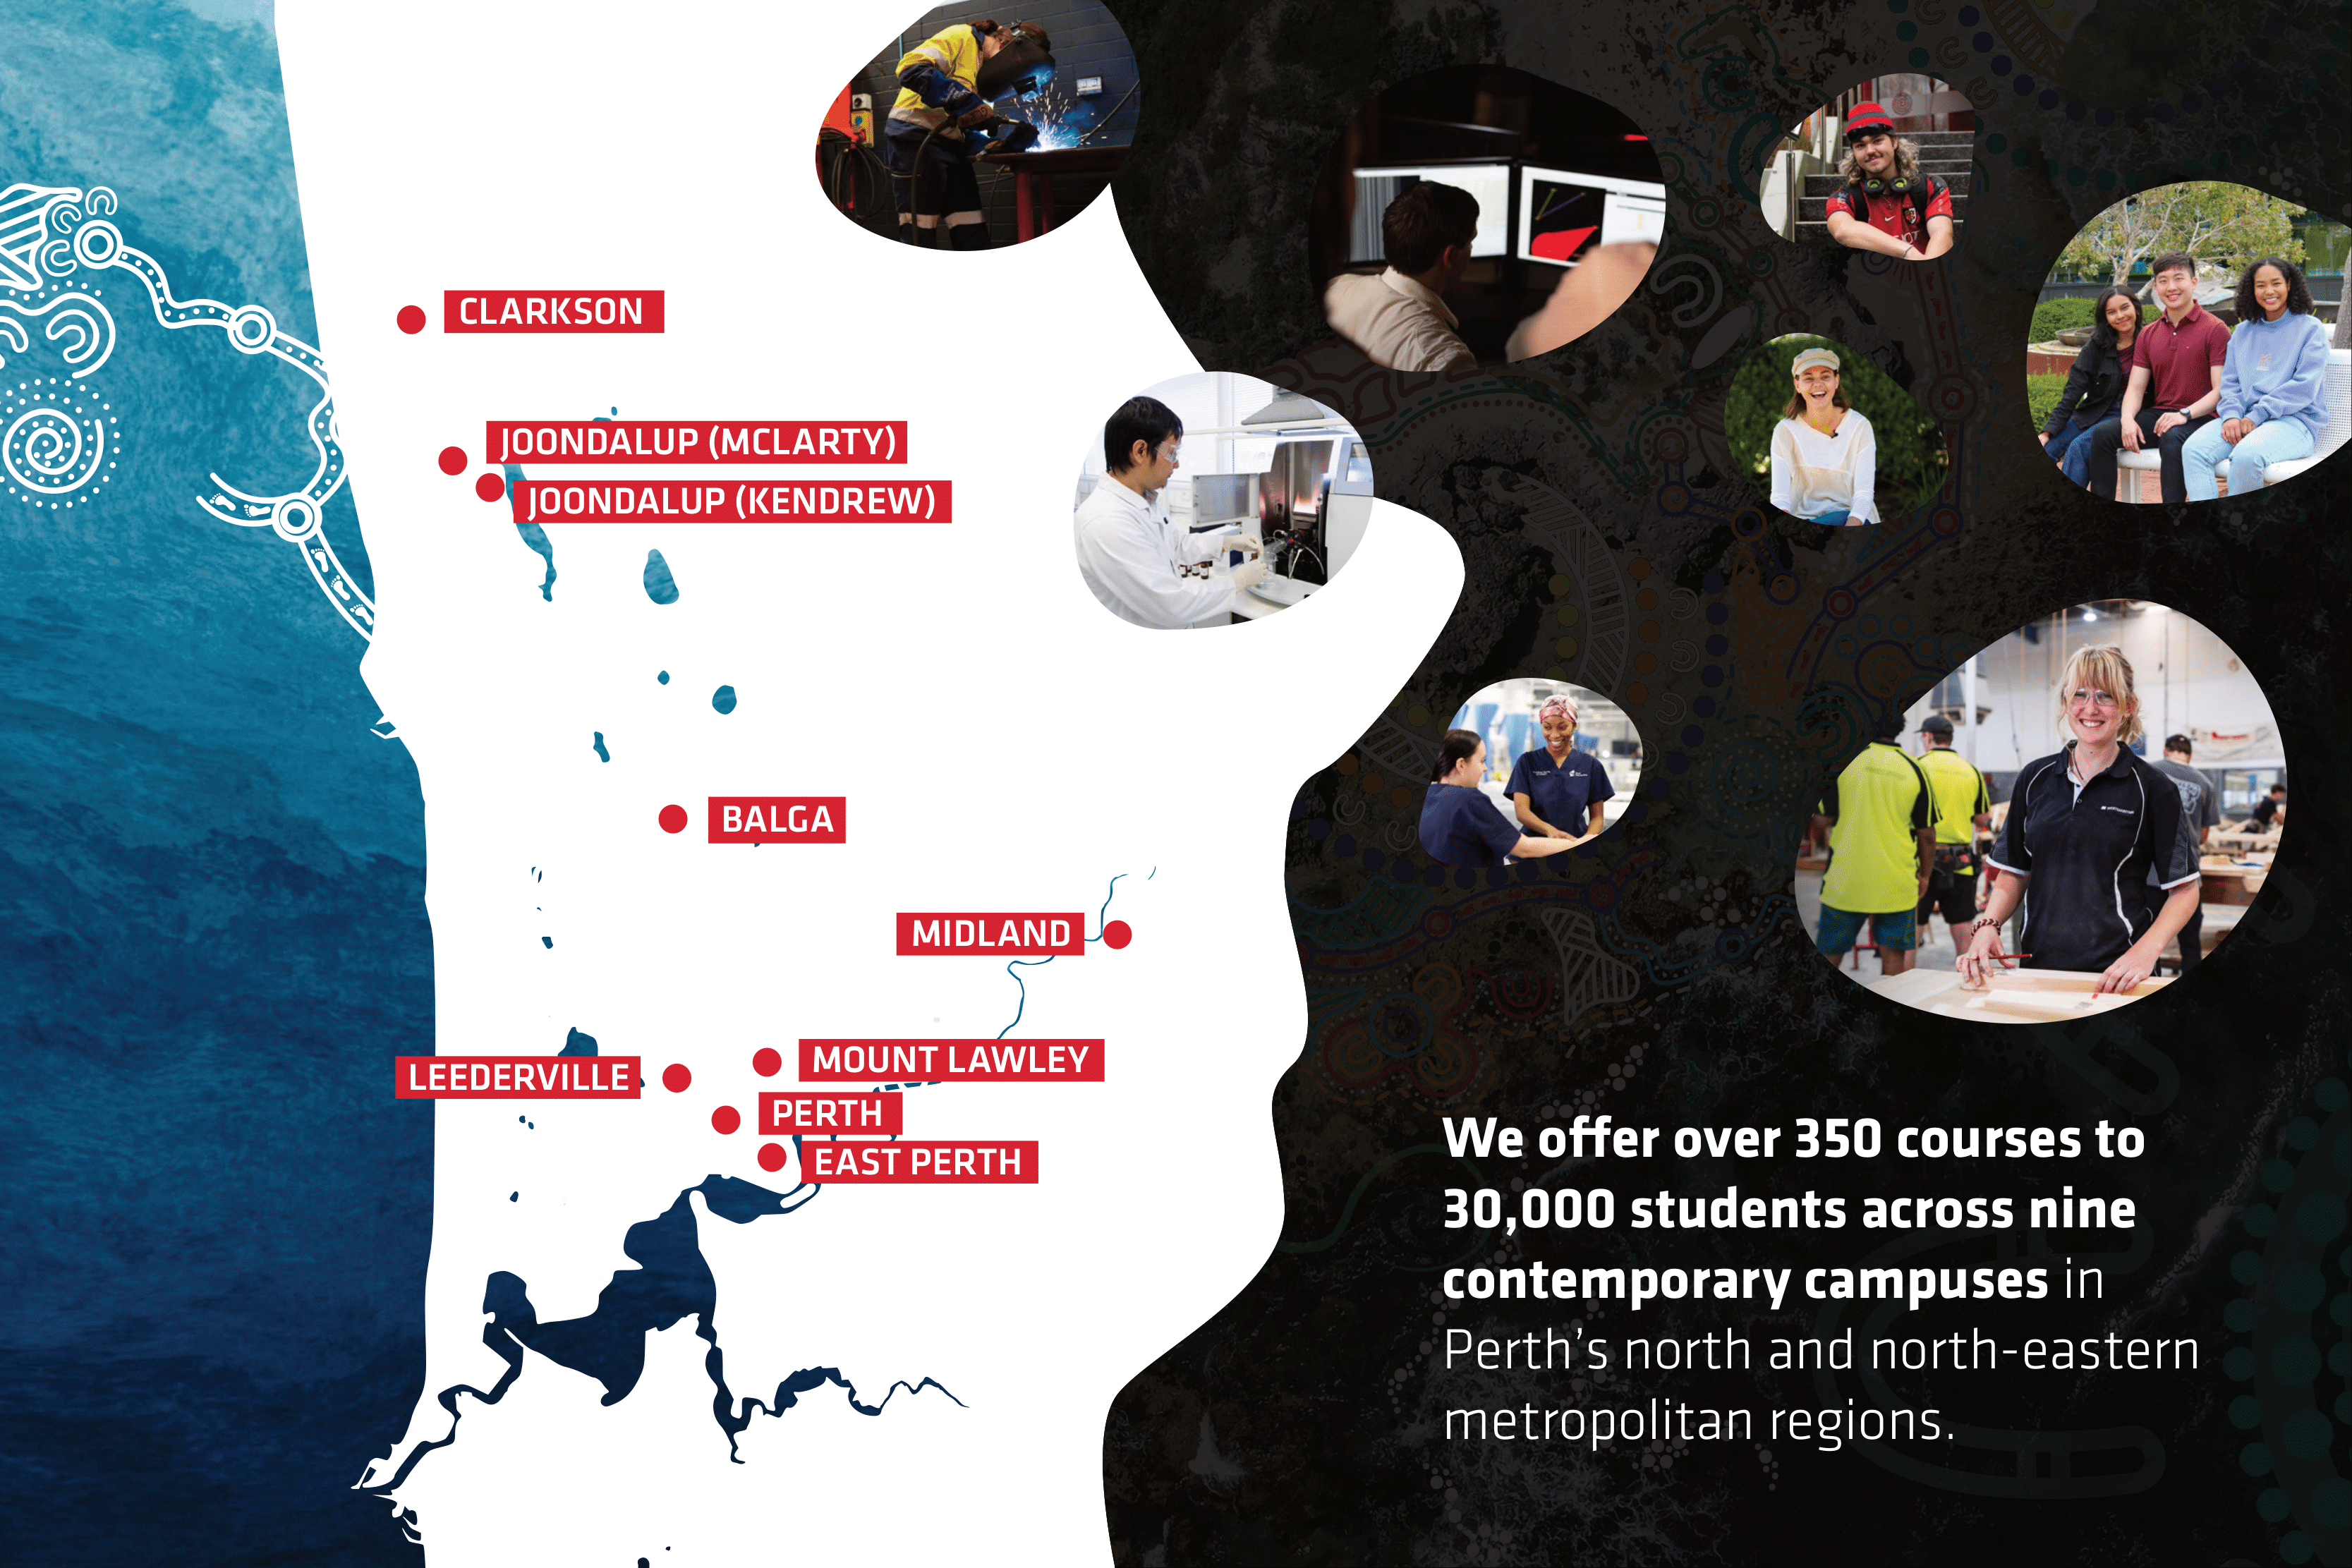 CLARKSON
JOONDALUP (MCLARTY)
JOONDALUP (KENDREW)
BALGA
MIDLAND
MOUNT LAWLEY
LEEDERVILLE
PERTH
EAST PERTH
We offer over 350 courses to
30,000 students across nine
contemporary campuses in
Perth’s north and north-eastern
metropolitan regions.